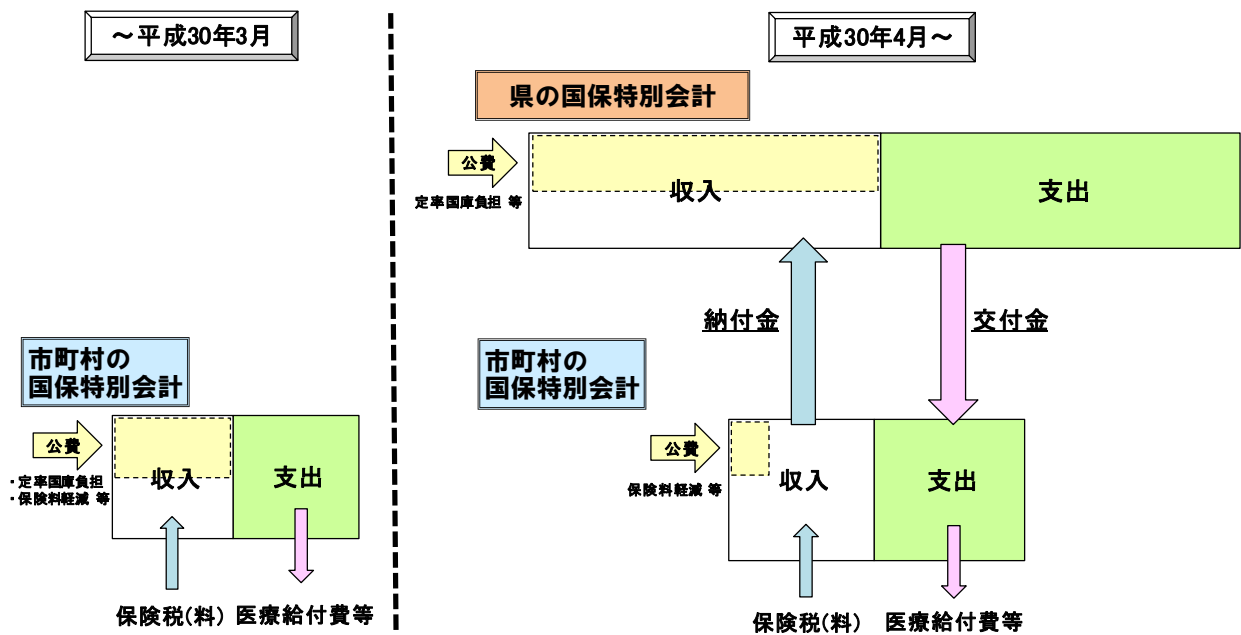 ～平成30年3月
市町村の
国保特別会計
公費
・定率国庫負担
・保険料軽減 等
収入
支出
保険税(料)
医療給付費等
平成30年4月～
県の国保特別会計
公費
定率国庫負担 等
収入
支出
納付金
交付金
市町村の
国保特別会計
公費
保険料軽減 等
収入
支出
保険税(料)
医療給付費等